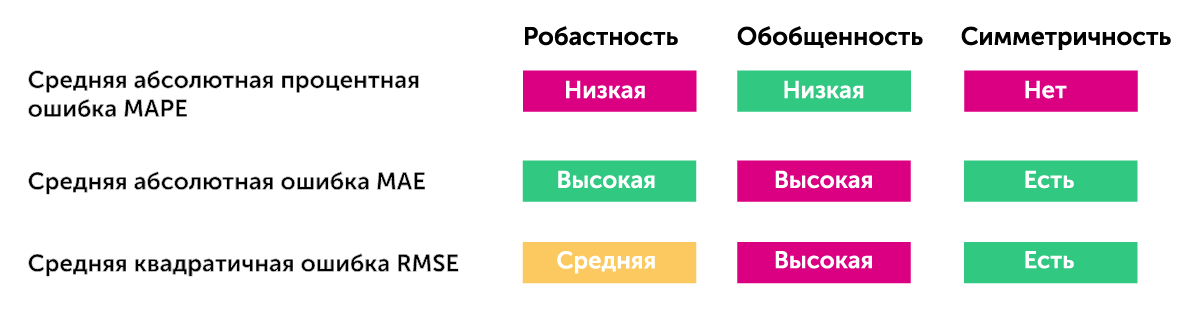 Робастность Обобщенность Симметричность
Средняя абсолютная процентная
ошибка MAPE
Низкая Низкая Нет
Средняя абсолютная ошибка MAE Высокая Высокая Есть
Средняя квадратичная ошибка RMSE Средняя Высокая Есть